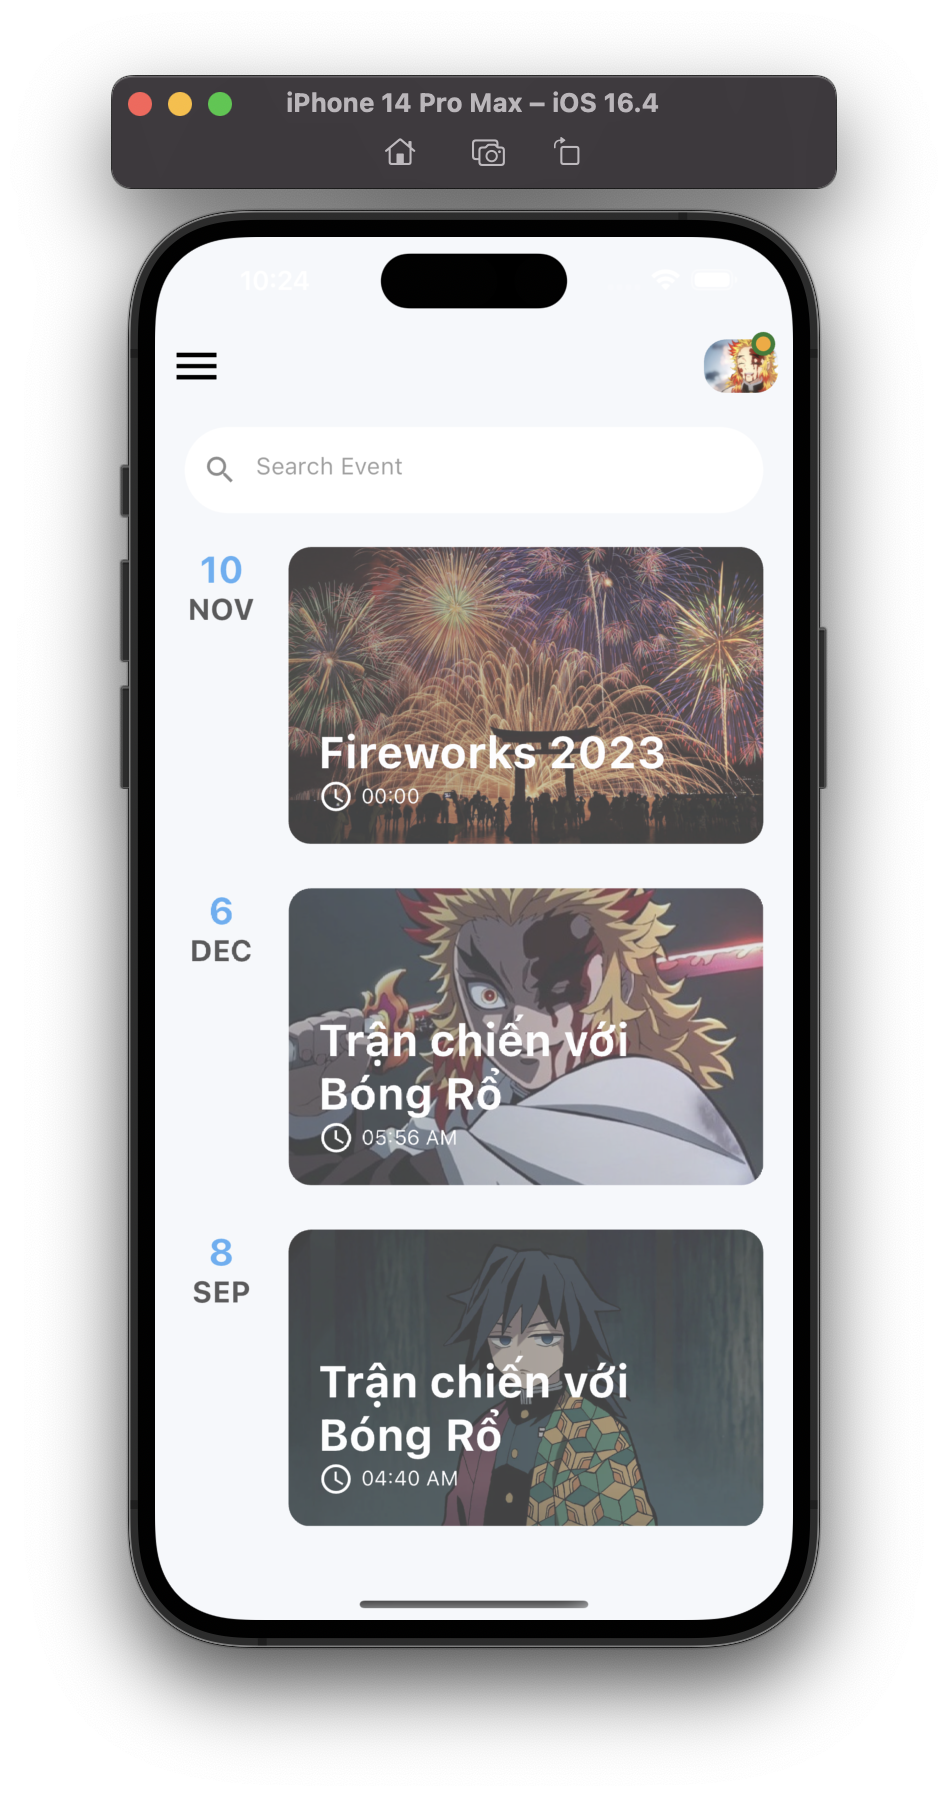 iPhone 14 Pro Max – iOS 16.4
10:24
Search Event
10
NOV
Fireworks 2023
00:00
6
DEC
Trận chiến với
Bóng Rổ
05:56 AM
8
SEP
Trận chiến với
Bóng Rổ
04:40 AM